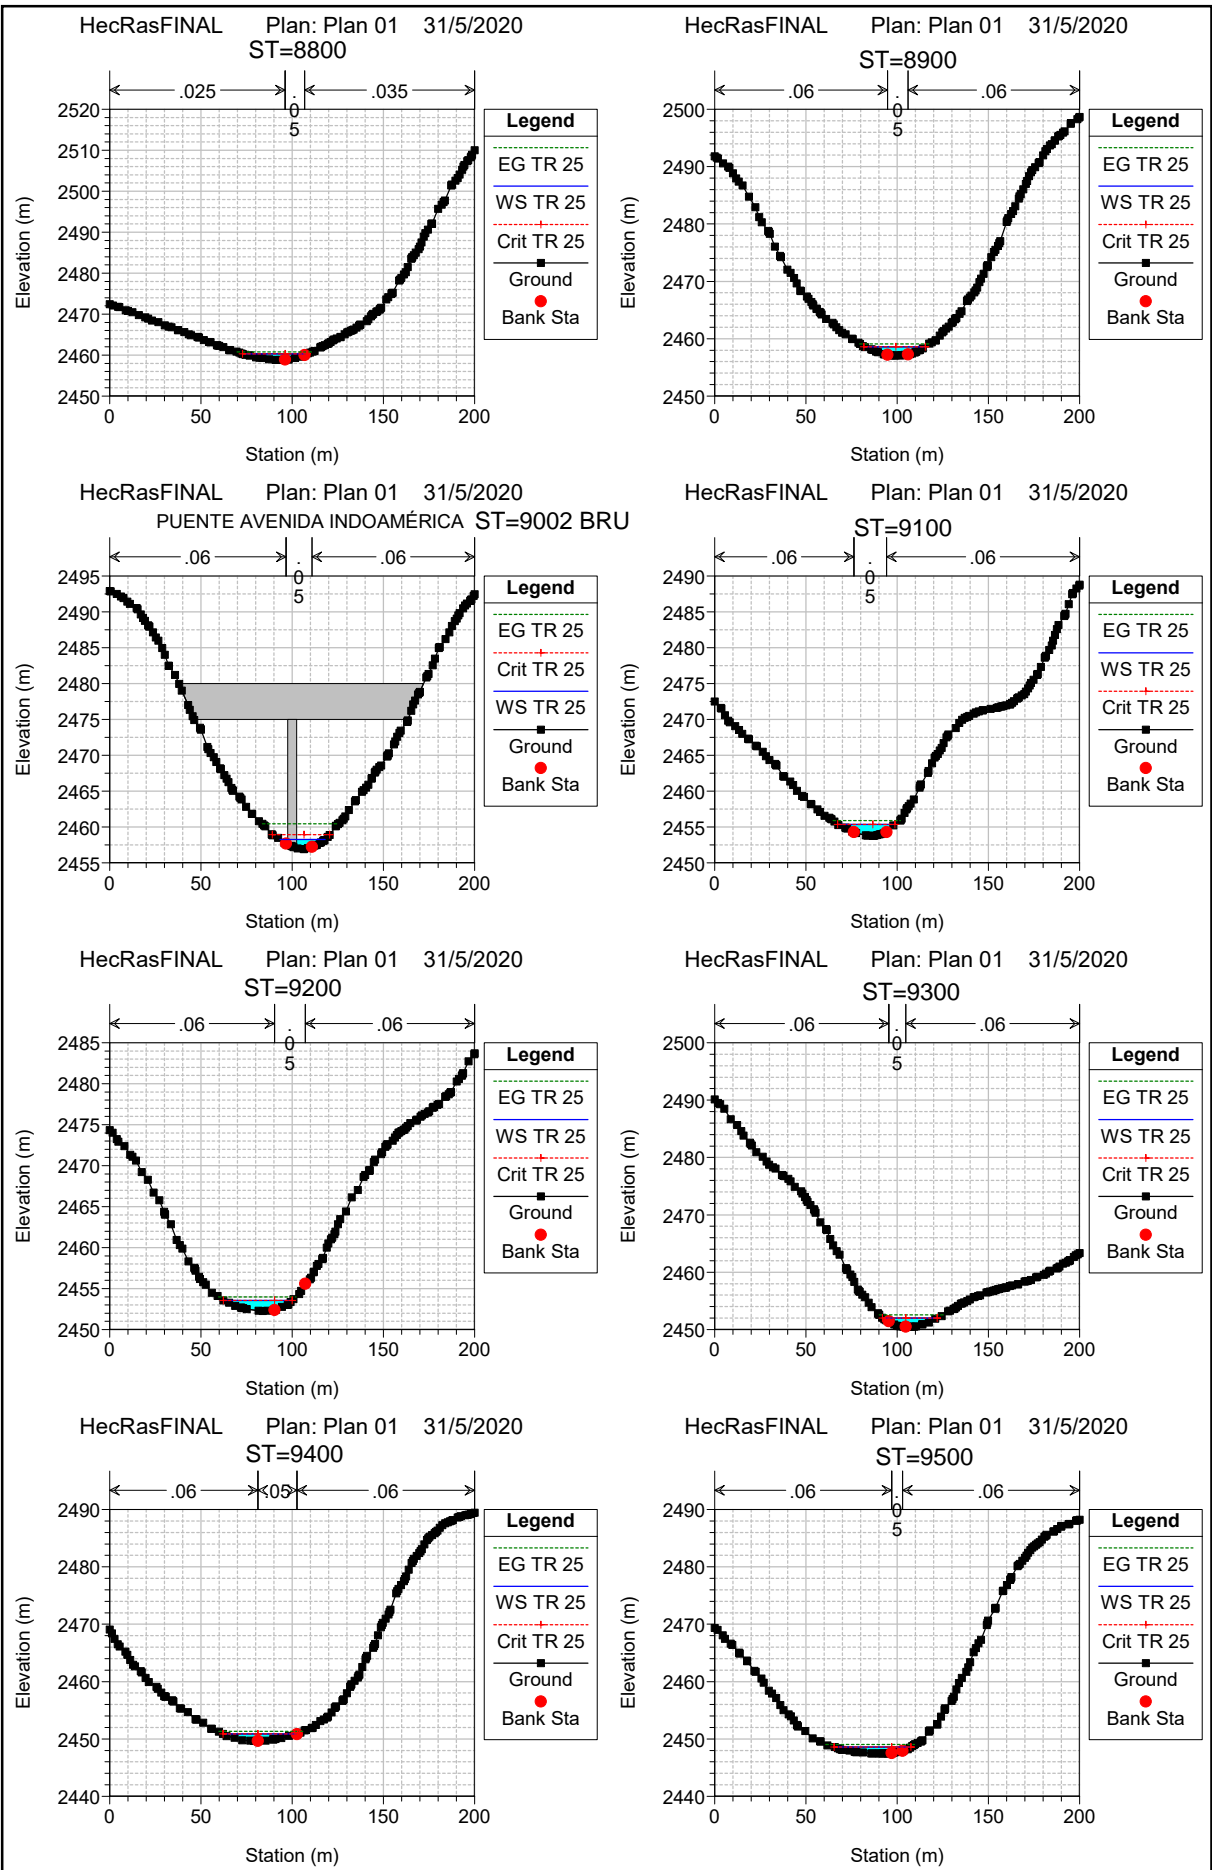 HecRasFINAL Plan: Plan 01 31/5/2020
ST=8800
.025 .05 .035
2520
2510
2500
2490
2480
2470
2460
2450
0 50 100 150 200
Elevation (m)
Station (m)
Legend
EG TR 25
WS TR 25
Crit TR 25
Ground
Bank Sta
HecRasFINAL Plan: Plan 01 31/5/2020
ST=8900
.06 .05 .06
2500
2490
2480
2470
2460
2450
0 50 100 150 200
Elevation (m)
Station (m)
Legend
EG TR 25
WS TR 25
Crit TR 25
Ground
Bank Sta
HecRasFINAL Plan: Plan 01 31/5/2020
PUENTE AVENIDA INDOAMÉRICA ST=9002 BRU
.06 .05 .06
2495
2490
2485
2480
2475
2470
2465
2460
2455
0 50 100 150 200
Elevation (m)
Station (m)
Legend
EG TR 25
Crit TR 25
WS TR 25
Ground
Bank Sta
HecRasFINAL Plan: Plan 01 31/5/2020
ST=9100
.06 .05 .06
2490
2485
2480
2475
2470
2465
2460
2455
2450
0 50 100 150 200
Elevation (m)
Station (m)
Legend
EG TR 25
WS TR 25
Crit TR 25
Ground
Bank Sta
HecRasFINAL Plan: Plan 01 31/5/2020
ST=9200
.06 .05 .06
2485
2480
2475
2470
2465
2460
2455
2450
0 50 100 150 200
Elevation (m)
Station (m)
Legend
EG TR 25
WS TR 25
Crit TR 25
Ground
Bank Sta
HecRasFINAL Plan: Plan 01 31/5/2020
ST=9300
.06 .05 .06
2500
2490
2480
2470
2460
2450
0 50 100 150 200
Elevation (m)
Station (m)
Legend
EG TR 25
WS TR 25
Crit TR 25
Ground
Bank Sta
HecRasFINAL Plan: Plan 01 31/5/2020
ST=9400
.06 .05 .06
2490
2480
2470
2460
2450
2440
0 50 100 150 200
Elevation (m)
Station (m)
Legend
EG TR 25
WS TR 25
Crit TR 25
Ground
Bank Sta
HecRasFINAL Plan: Plan 01 31/5/2020
ST=9500
.06 .05 .06
2490
2480
2470
2460
2450
2440
0 50 100 150 200
Elevation (m)
Station (m)
Legend
EG TR 25
WS TR 25
Crit TR 25
Ground
Bank Sta